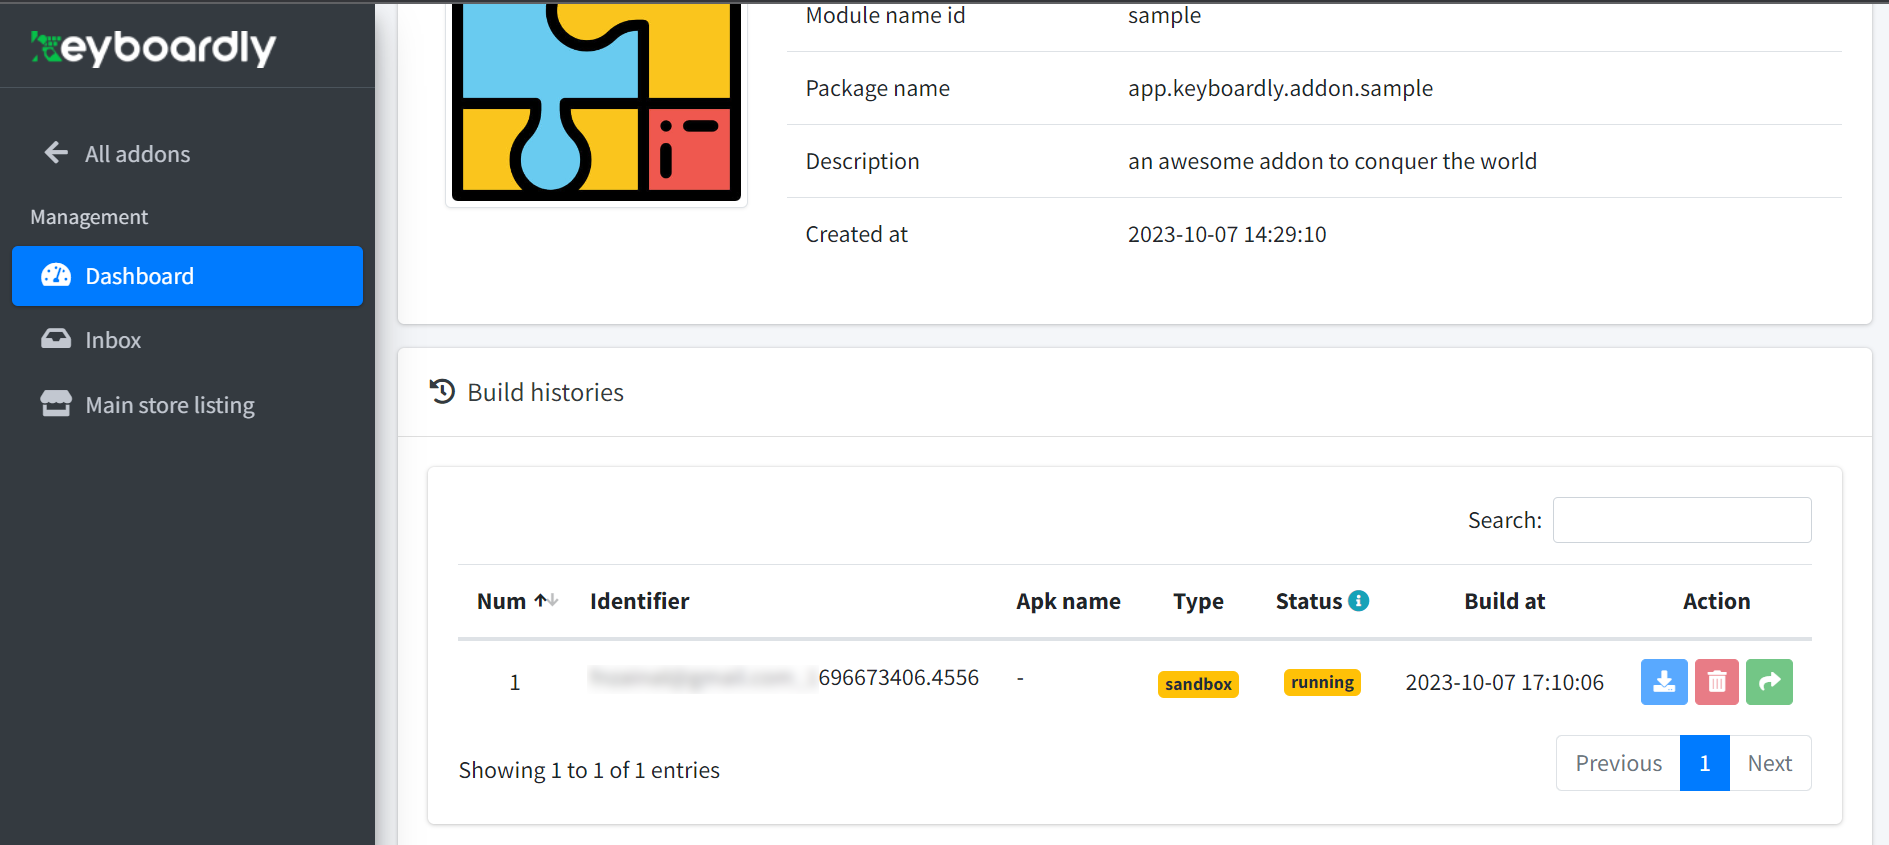 keyboardly
All addons
Management
Dashboard
Inbox
Main store listing
Module name id sample
Package name app.keyboardly.addon.sample
Description an awesome addon to conquer the world
Created at 2023-10-07 14:29:10
Build histories
Search:
Num Identifier Apk name Type Status Build at Action
1 696673406.4556 - sandbox running 2023-10-07 17:10:06
Showing 1 to 1 of 1 entries
Previous 1 Next